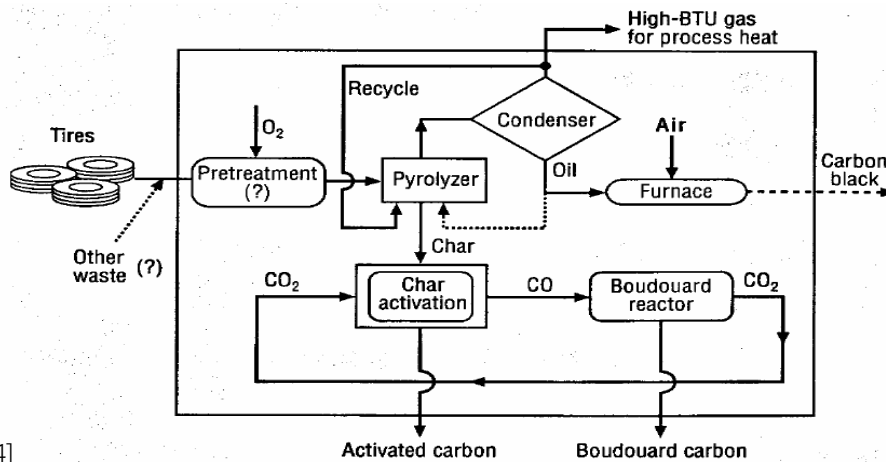 High-BTU gas
for process heat
Recycle
Condenser
Tires
O₂
Air
Pretreatment
(?)
Pyrolyzer
Oil
Furnace
Carbon
black
Other
waste (?)
Char
CO₂
Char
activation
CO
Boudouard
reactor
CO₂
Activated carbon
Boudouard carbon
4]